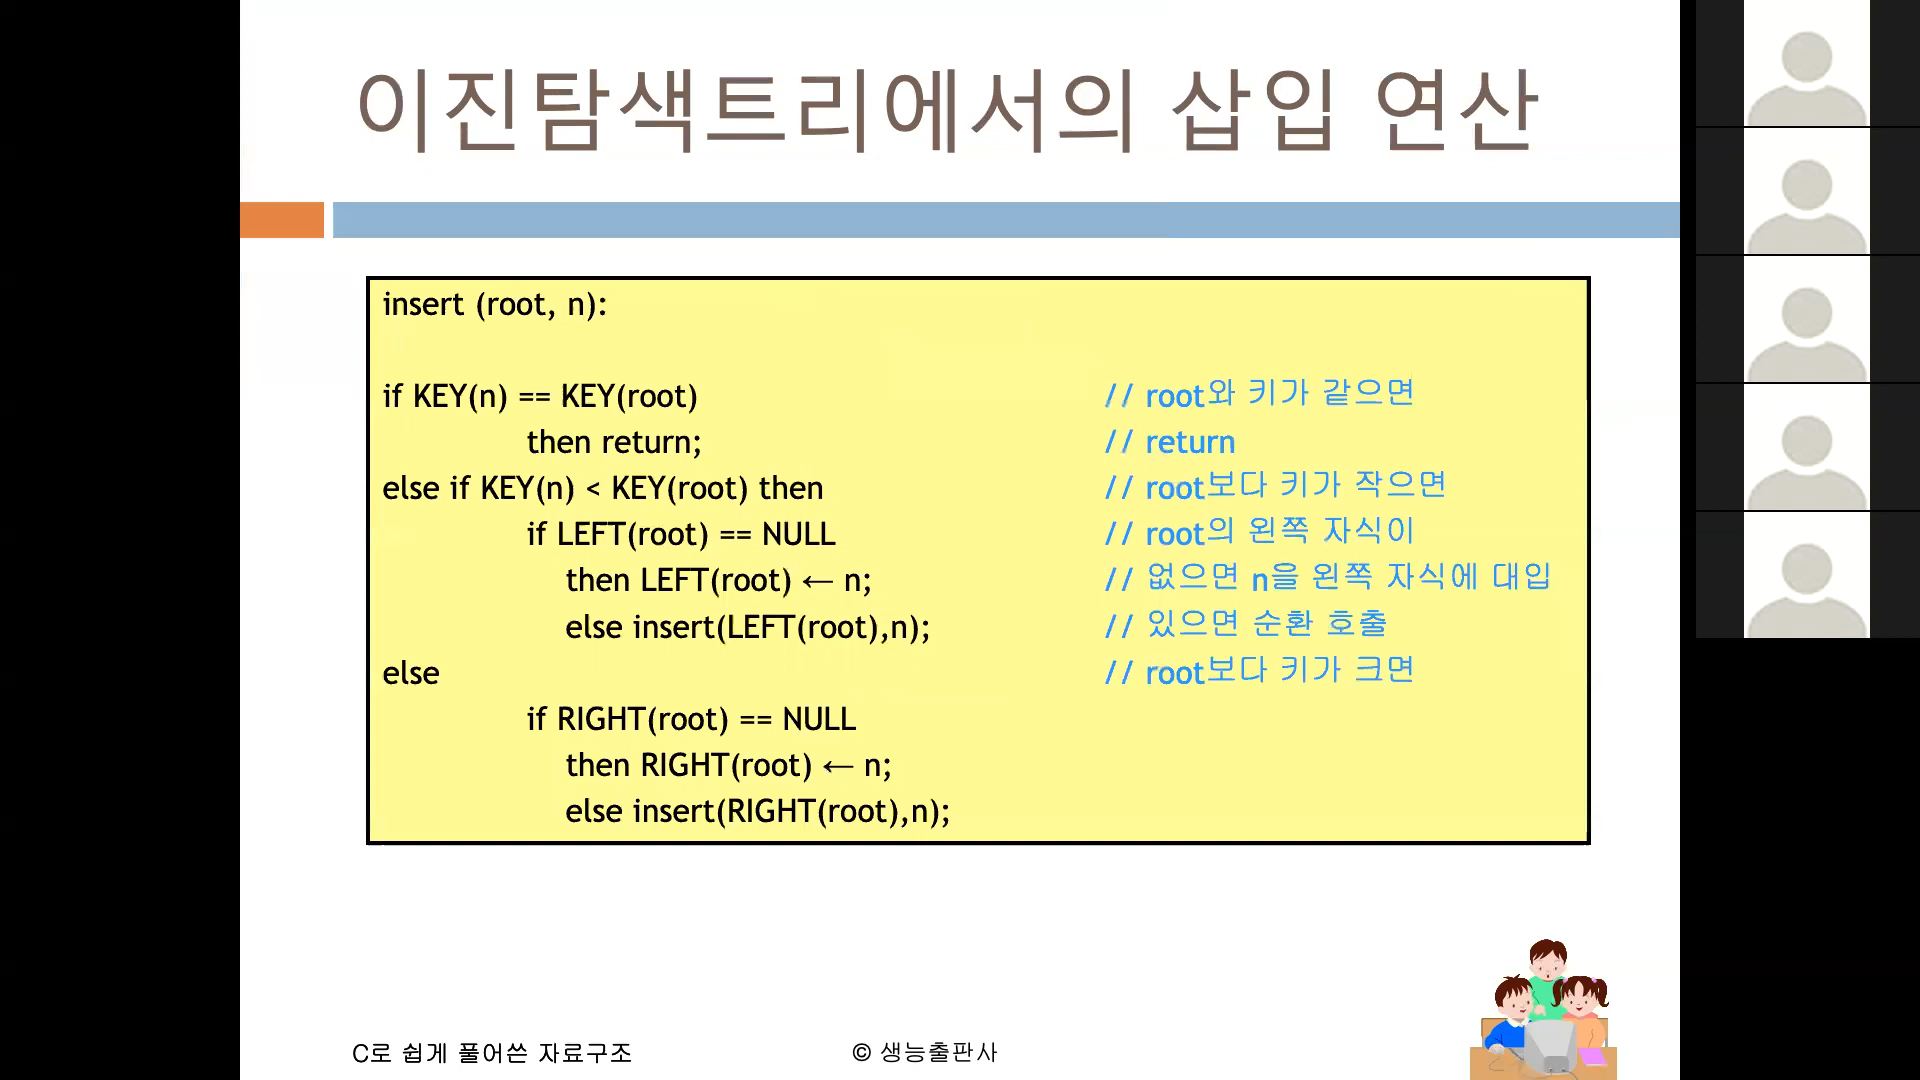 이진탐색트리에서의 삽입 연산
insert (root, n):
if KEY(n) == KEY(root) // root와 키가 같으면
then return; // return
else if KEY(n) < KEY(root) then // root보다 키가 작으면
if LEFT(root) == NULL // root의 왼쪽 자식이
then LEFT(root) ← n; // 없으면 n을 왼쪽 자식에 대입
else insert(LEFT(root),n); // 있으면 순환 호출
else // root보다 키가 크면
if RIGHT(root) == NULL
then RIGHT(root) ← n;
else insert(RIGHT(root),n);
C로 쉽게 풀어쓴 자료구조 © 생능출판사